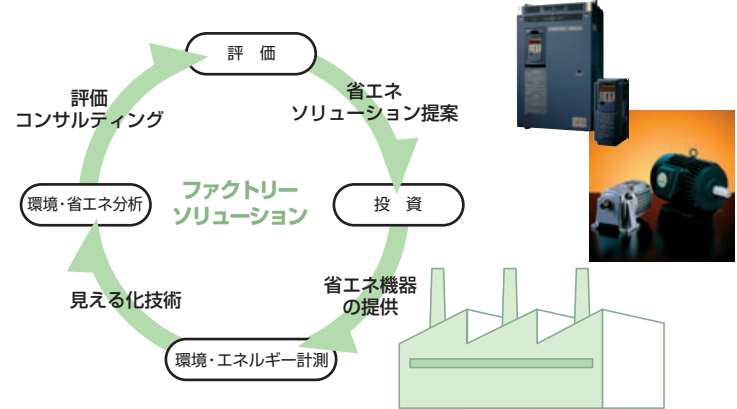 評　価
評価
コンサルティング
省エネ
ソリューション提案
環境・省エネ分析
ファクトリー
ソリューション
投　資
見える化技術
省エネ機器
の提供
環境・エネルギー計測